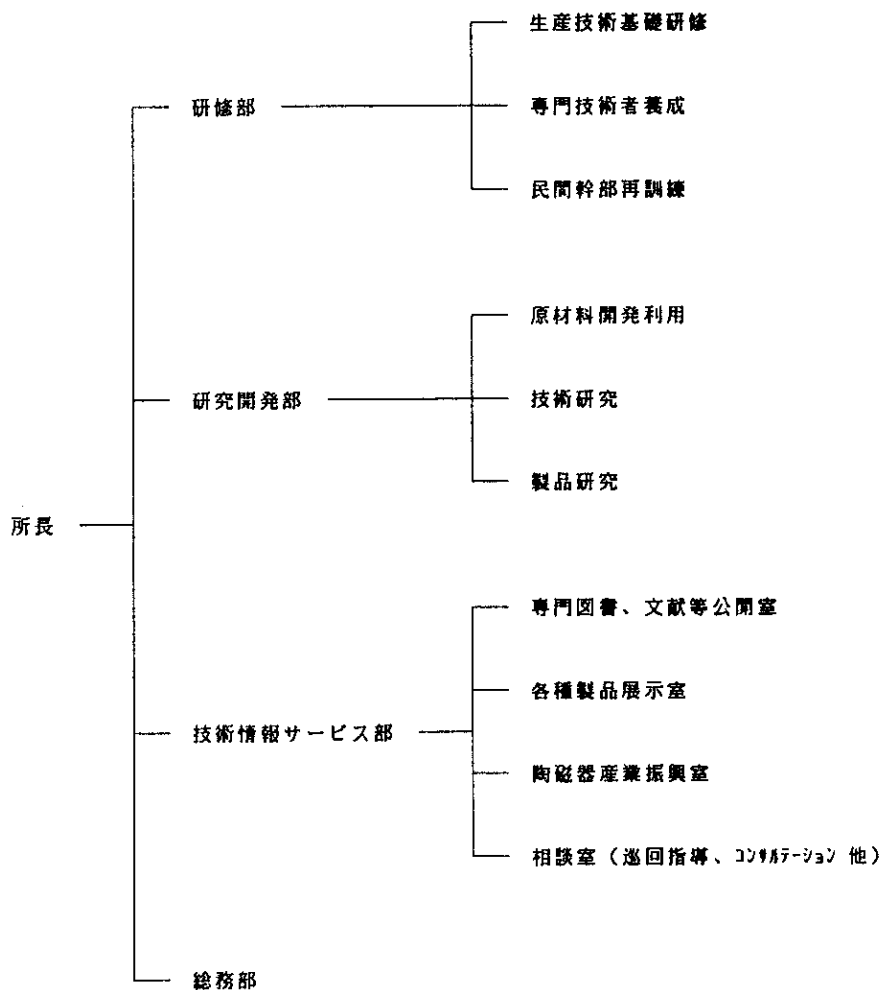 生産技術基礎研修
研修部
専門技術者養成
民間幹部再訓練
原材料開発利用
研究開発部
技術研究
製品研究
所長
専門図書、文献等公開室
各種製品展示室
技術情報サービス部
陶磁器産業振興室
相談室（巡回指導、コンサルテーション 他）
総務部